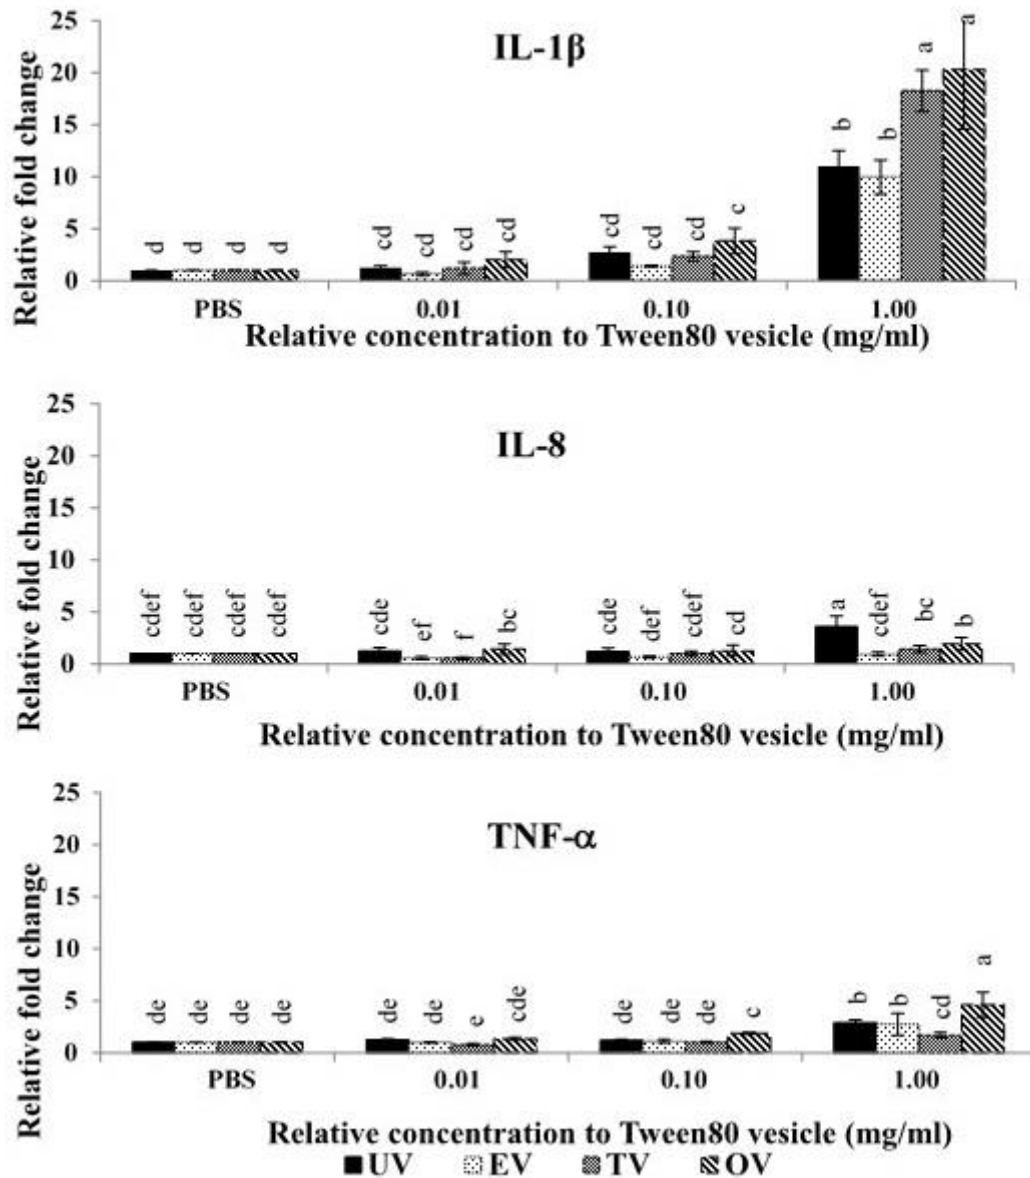 IL-1β
Relative fold change
25
20
15
10
5
0
d d d d cd cd cd cd cd cd cd c b b a a
PBS 0.01 0.10 1.00
Relative concentration to Tween80 vesicle (mg/ml)
IL-8
Relative fold change
25
20
15
10
5
0
cdef cdef cdef cdef cde ef f bc cde def cdef cd a cdef bc b
PBS 0.01 0.10 1.00
Relative concentration to Tween80 vesicle (mg/ml)
TNF-α
Relative fold change
25
20
15
10
5
0
de de de de de de e cde de de de c b b cd a
PBS 0.01 0.10 1.00
Relative concentration to Tween80 vesicle (mg/ml)
UV EV TV OV